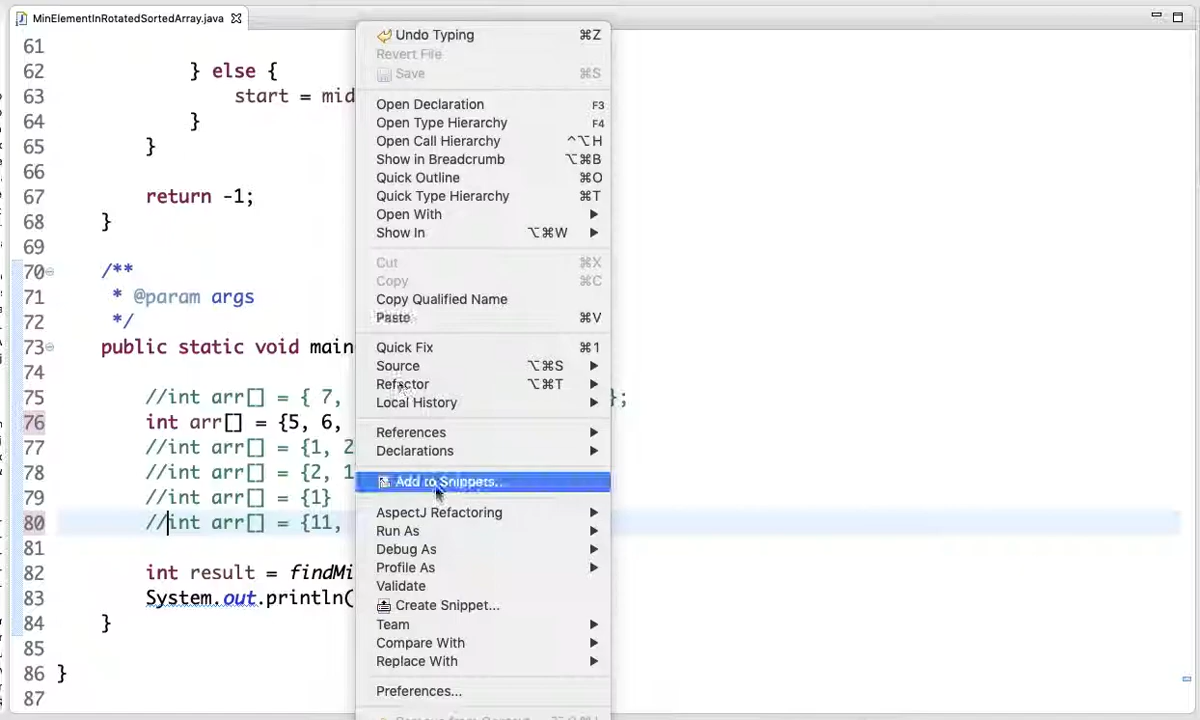 MinElementInRotatedSortedArray.java
61
62 } else {
63 start = mid
64 }
65 }
66
67 return -1;
68 }
69
70 /**
71 * @param args
72 */
73 public static void main
74
75 //int arr[] = { 7, };
76 int arr[] = {5, 6,
77 //int arr[] = {1, 2
78 //int arr[] = {2, 1
79 //int arr[] = {1}
80 //int arr[] = {11,
81
82 int result = findMi
83 System.out.println(
84 }
85
86 }
87
Undo Typing ⌘Z
Revert File
Save ⌘S
Open Declaration F3
Open Type Hierarchy F4
Open Call Hierarchy ^⌥H
Show in Breadcrumb ⌥⌘B
Quick Outline ⌘O
Quick Type Hierarchy ⌘T
Open With
Show In ⌥⌘W
Cut ⌘X
Copy ⌘C
Copy Qualified Name
Paste ⌘V
Quick Fix ⌘1
Source ⌥⌘S
Refactor ⌥⌘T
Local History
References
Declarations
Add to Snippets...
AspectJ Refactoring
Run As
Debug As
Profile As
Validate
Create Snippet...
Team
Compare With
Replace With
Preferences...